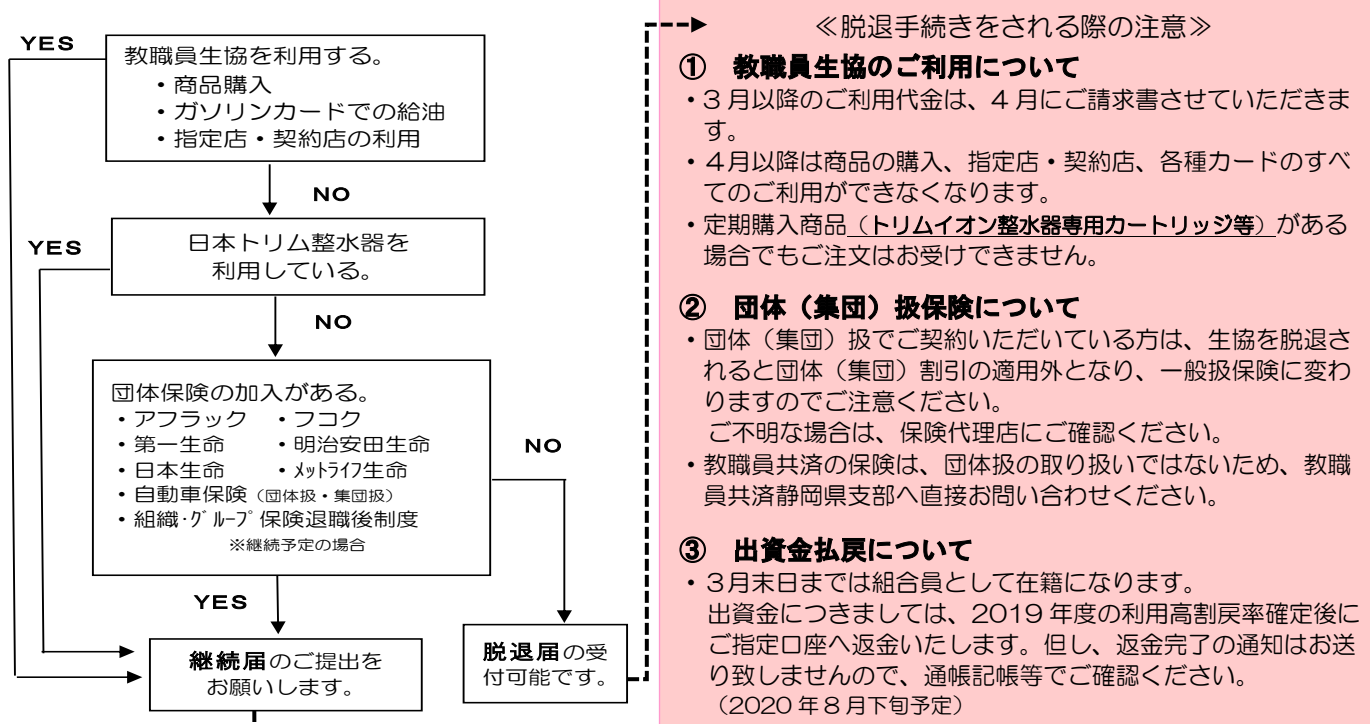 YES
教職員生協を利用する。
・商品購入
・ガソリンカードでの給油
・指定店・契約店の利用
NO
YES
日本トリム整水器を
利用している。
NO
団体保険の加入がある。
・アフラック ・フコク
・第一生命 ・明治安田生命
・日本生命 ・ﾒｯﾄﾗｲﾌ生命
・自動車保険（団体扱・集団扱）
・組織・ｸﾞﾙｰﾌﾟ保険退職後制度
※継続予定の場合
NO
YES
継続届のご提出を
お願いします。
脱退届の受
付可能です。
≪脱退手続きをされる際の注意≫
① 教職員生協のご利用について
・３月以降のご利用代金は、４月にご請求書させていただきま
す。
・４月以降は商品の購入、指定店・契約店、各種カードのすべ
てのご利用ができなくなります。
・定期購入商品（トリムイオン整水器専用カートリッジ等）がある
場合でもご注文はお受けできません。
② 団体（集団）扱保険について
・団体（集団）扱でご契約いただいている方は、生協を脱退さ
れると団体（集団）割引の適用外となり、一般扱保険に変わ
りますのでご注意ください。
ご不明な場合は、保険代理店にご確認ください。
・教職員共済の保険は、団体扱の取り扱いではないため、教職
員共済静岡県支部へ直接お問い合わせください。
③ 出資金払戻について
・３月末日までは組合員として在籍になります。
出資金につきましては、2019年度の利用高割戻率確定後に
ご指定口座へ返金いたします。但し、返金完了の通知はお送
り致しませんので、通帳記帳等でご確認ください。
（2020年８月下旬予定）